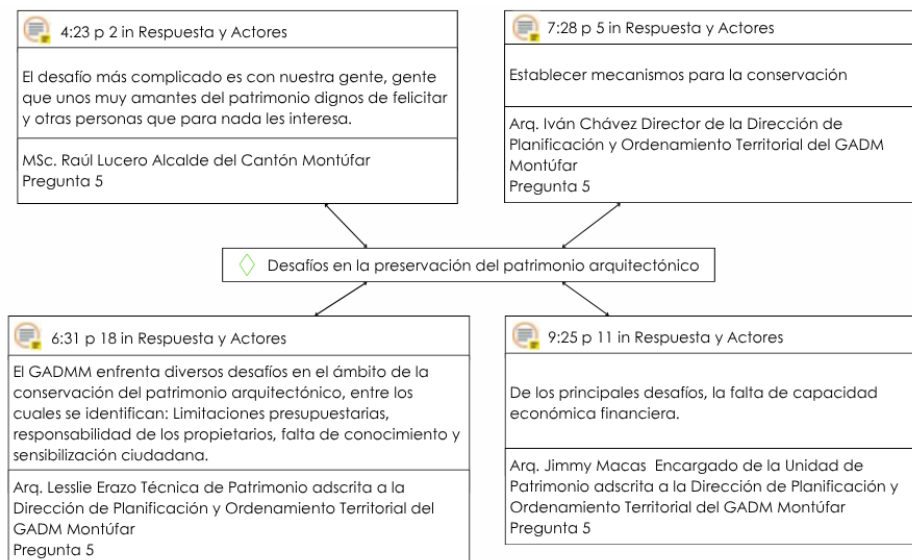 4:23 p 2 in Respuesta y Actores
El desafío más complicado es con nuestra gente, gente
que unos muy amantes del patrimonio dignos de felicitar
y otras personas que para nada les interesa.
MSc. Raúl Lucero Alcalde del Cantón Montúfar
Pregunta 5
7:28 p 5 in Respuesta y Actores
Establecer mecanismos para la conservación
Arq. Iván Chávez Director de la Dirección de
Planificación y Ordenamiento Territorial del GADM
Montúfar
Pregunta 5
Desafíos en la preservación del patrimonio arquitectónico
6:31 p 18 in Respuesta y Actores
El GADMM enfrenta diversos desafíos en el ámbito de la
conservación del patrimonio arquitectónico, entre los
cuales se identifican: Limitaciones presupuestarias,
responsabilidad de los propietarios, falta de conocimiento y
sensibilización ciudadana.
Arq. Lesslie Erazo Técnica de Patrimonio adscrita a la
Dirección de Planificación y Ordenamiento Territorial del
GADM Montúfar
Pregunta 5
9:25 p 11 in Respuesta y Actores
De los principales desafíos, la falta de capacidad
económica financiera.
Arq. Jimmy Macas Encargado de la Unidad de
Patrimonio adscrita a la Dirección de Planificación y
Ordenamiento Territorial del GADM Montúfar
Pregunta 5